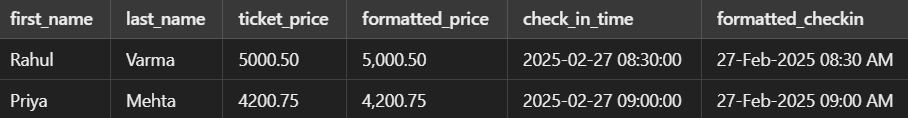 first_name last_name ticket_price formatted_price check_in_time formatted_checkin
Rahul Varma 5000.50 5,000.50 2025-02-27 08:30:00 27-Feb-2025 08:30 AM
Priya Mehta 4200.75 4,200.75 2025-02-27 09:00:00 27-Feb-2025 09:00 AM